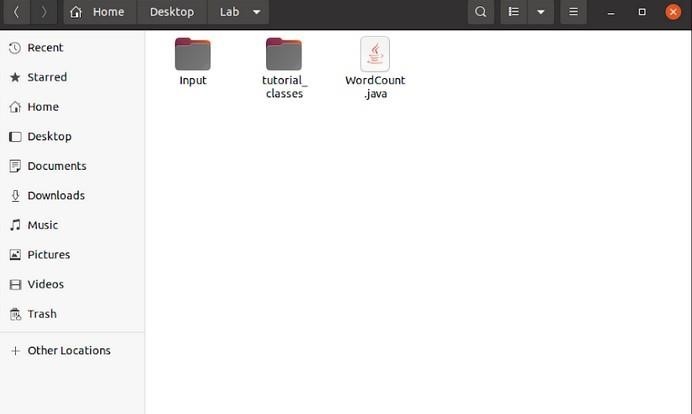 Home
Desktop
Lab
Recent
Starred
Home
Desktop
Documents
Downloads
Music
Pictures
Videos
Trash
Other Locations
Input
tutorial_
classes
WordCount
.java